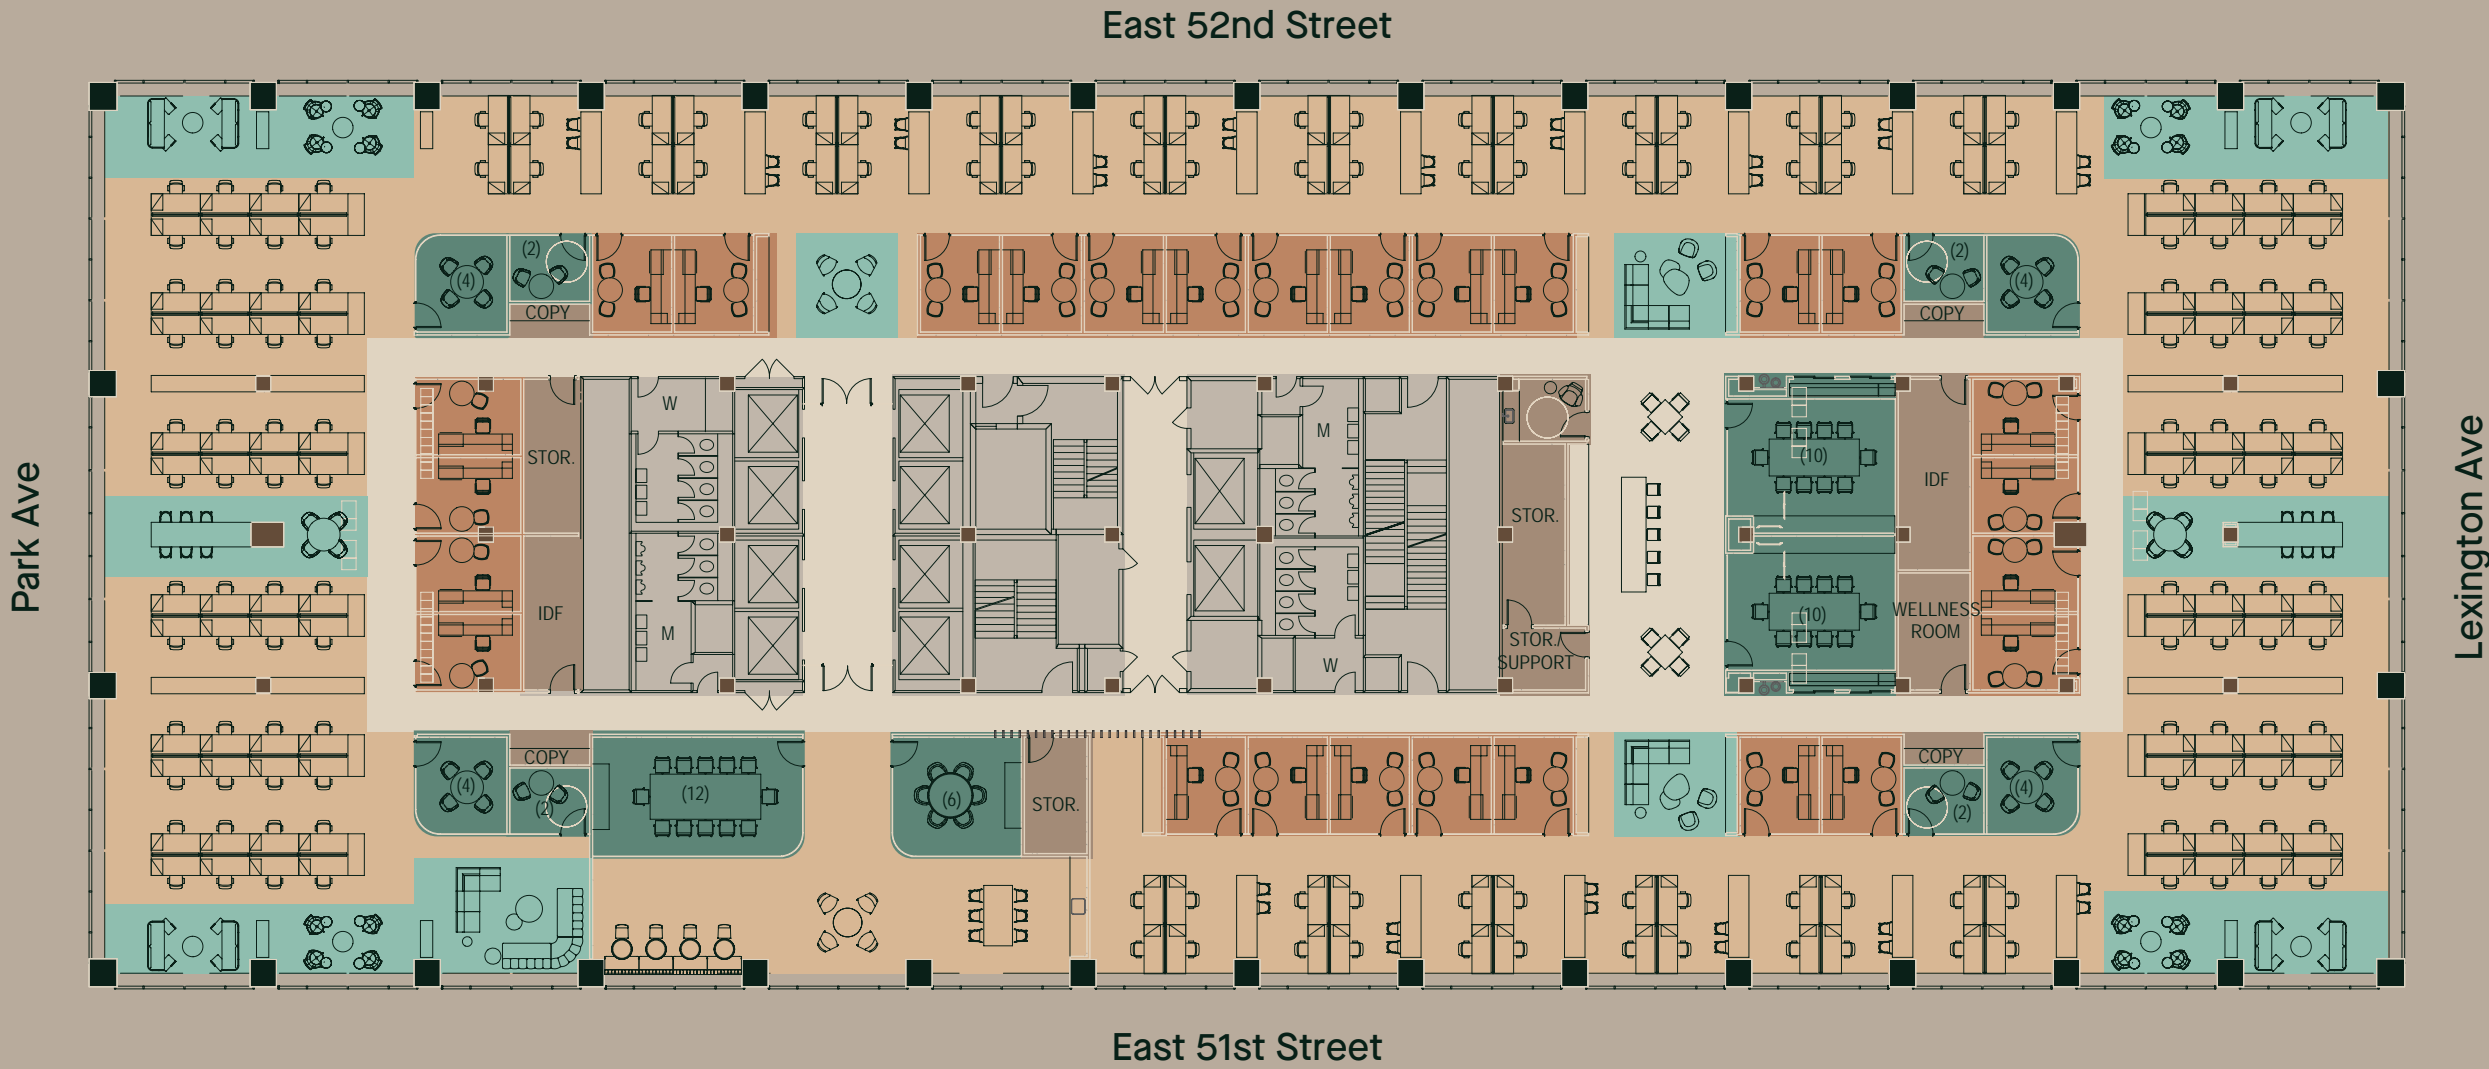 East 52nd Street
(2)
(2)
(4)
(4)
COPY
COPY
W
M
STOR.
(10)
IDF
STOR.
Park Ave
Lexington Ave
IDF
(10)
WELLNESS
ROOM
M
STOR./
SUPPORT
W
COPY
COPY
(4)
(12)
(6)
(4)
(2)
STOR.
(2)
East 51st Street